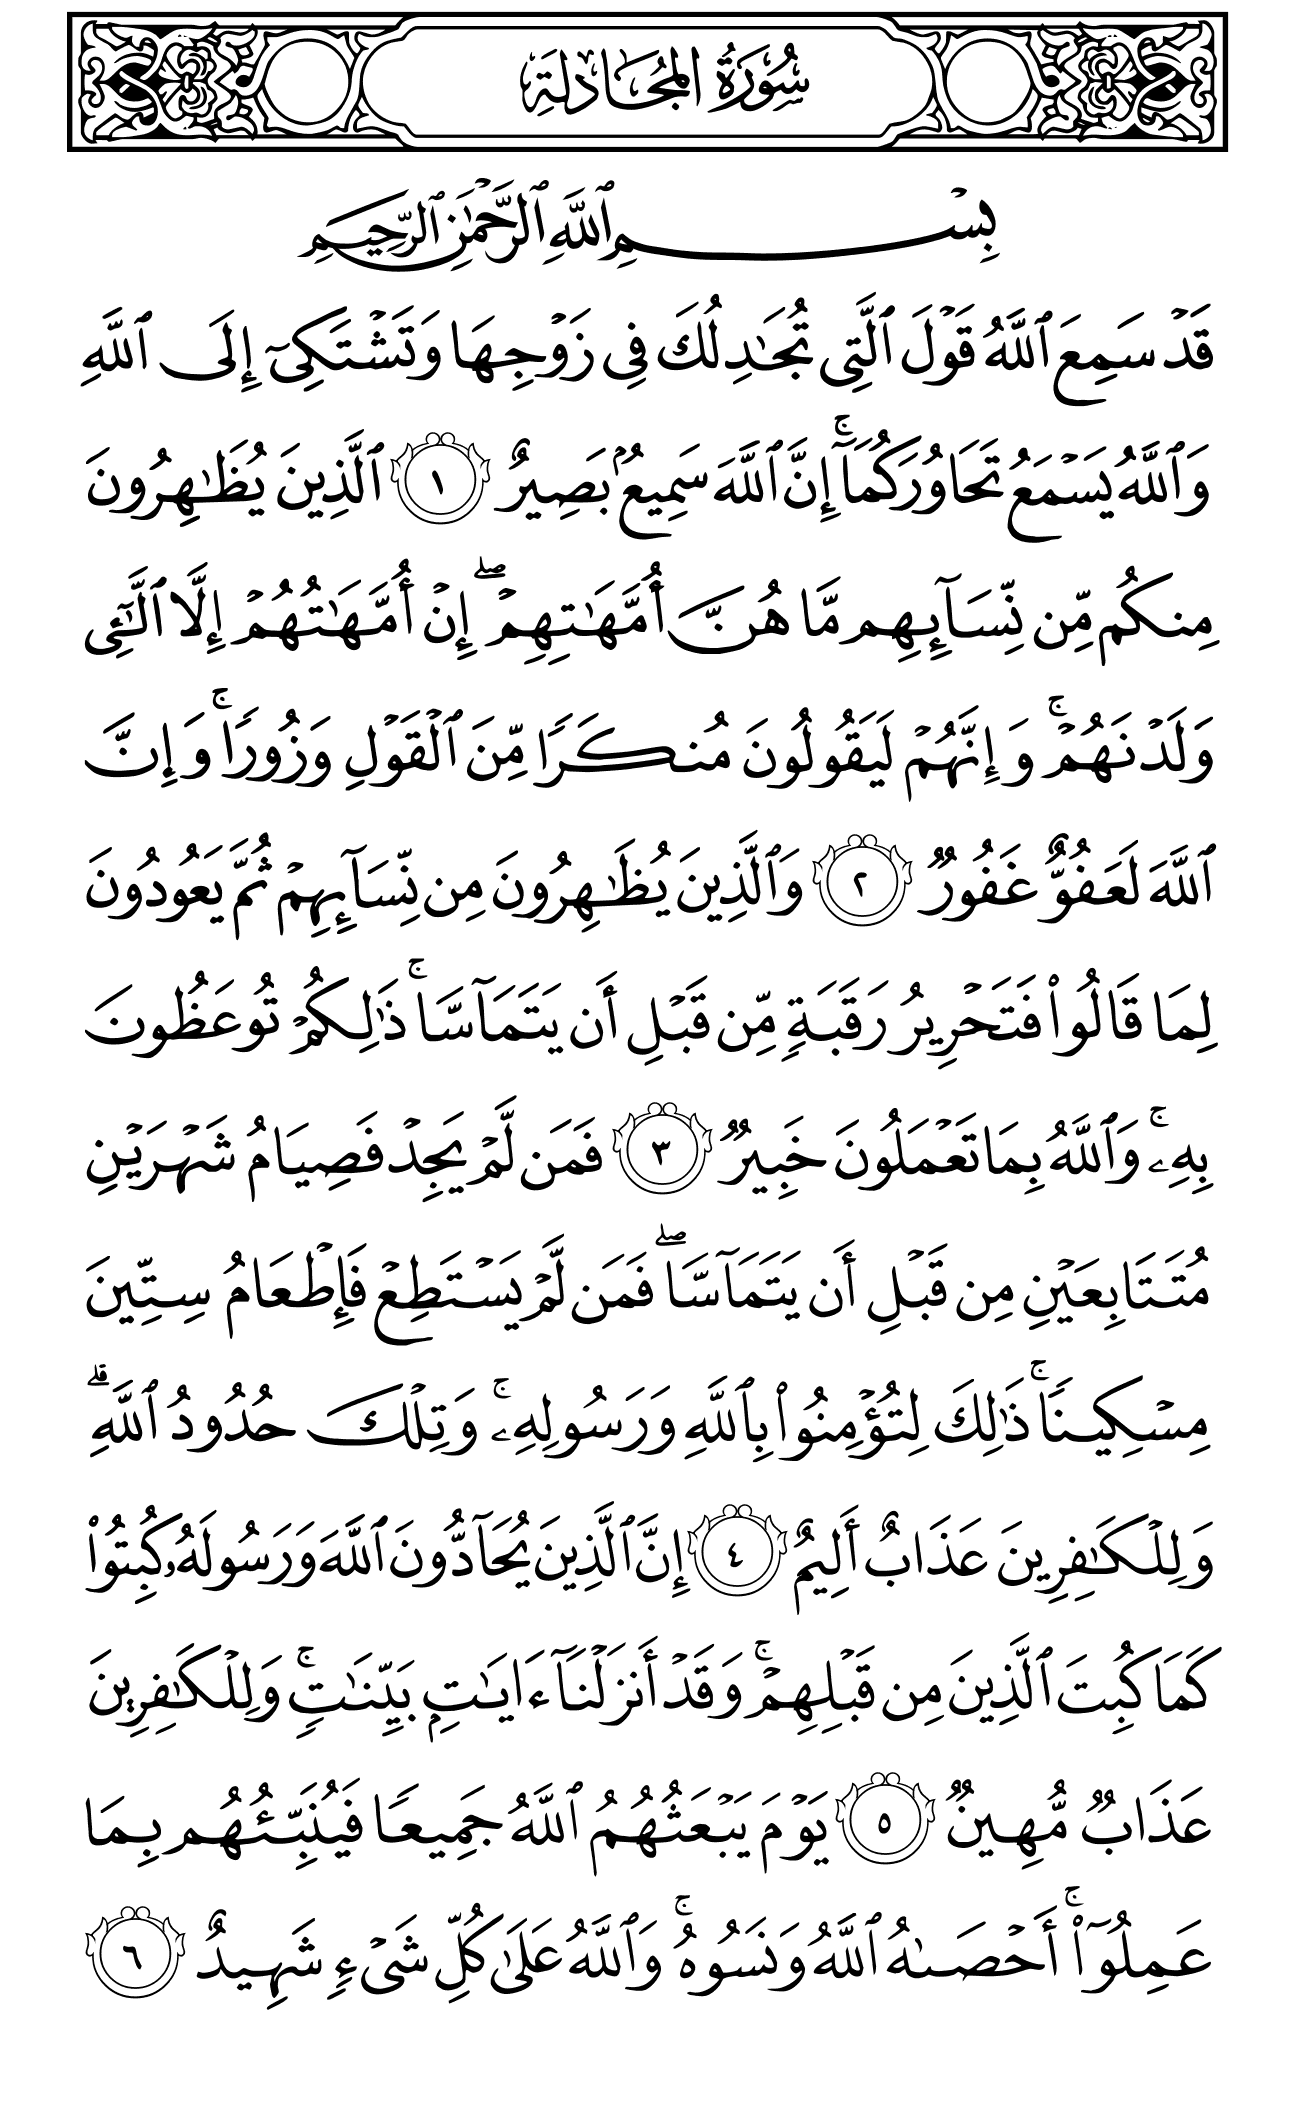 سُورَةُ المُجَادلَةِ
بِسۡمِ ٱللَّهِ ٱلرَّحۡمَٰنِ ٱلرَّحِيمِ
قَدۡ سَمِعَ ٱللَّهُ قَوۡلَ ٱلَّتِي تُجَٰدِلُكَ فِي زَوۡجِهَا وَتَشۡتَكِيٓ إِلَى ٱللَّهِ
وَٱللَّهُ يَسۡمَعُ تَحَاوُرَكُمَآۚ إِنَّ ٱللَّهَ سَمِيعُۢ بَصِيرٌ ١ ٱلَّذِينَ يُظَٰهِرُونَ
مِنكُم مِّن نِّسَآئِهِم مَّا هُنَّ أُمَّهَٰتِهِمۡۖ إِنۡ أُمَّهَٰتُهُمۡ إِلَّا ٱلَّٰٓـِٔي
وَلَدۡنَهُمۡۚ وَإِنَّهُمۡ لَيَقُولُونَ مُنكَرٗا مِّنَ ٱلۡقَوۡلِ وَزُورٗاۚ وَإِنَّ
ٱللَّهَ لَعَفُوٌّ غَفُورٞ ٢ وَٱلَّذِينَ يُظَٰهِرُونَ مِن نِّسَآئِهِمۡ ثُمَّ يَعُودُونَ
لِمَا قَالُواْ فَتَحۡرِيرُ رَقَبَةٖ مِّن قَبۡلِ أَن يَتَمَآسَّاۚ ذَٰلِكُمۡ تُوعَظُونَ
بِهِۦۚ وَٱللَّهُ بِمَا تَعۡمَلُونَ خَبِيرٞ ٣ فَمَن لَّمۡ يَجِدۡ فَصِيَامُ شَهۡرَيۡنِ
مُتَتَابِعَيۡنِ مِن قَبۡلِ أَن يَتَمَآسَّاۖ فَمَن لَّمۡ يَسۡتَطِعۡ فَإِطۡعَامُ سِتِّينَ
مِسۡكِينٗاۚ ذَٰلِكَ لِتُؤۡمِنُواْ بِٱللَّهِ وَرَسُولِهِۦۚ وَتِلۡكَ حُدُودُ ٱللَّهِۗ
وَلِلۡكَٰفِرِينَ عَذَابٌ أَلِيمٌ ٤ إِنَّ ٱلَّذِينَ يُحَآدُّونَ ٱللَّهَ وَرَسُولَهُۥ كُبِتُواْ
كَمَا كُبِتَ ٱلَّذِينَ مِن قَبۡلِهِمۡۚ وَقَدۡ أَنزَلۡنَآ ءَايَٰتِۭ بَيِّنَٰتٖۚ وَلِلۡكَٰفِرِينَ
عَذَابٞ مُّهِينٞ ٥ يَوۡمَ يَبۡعَثُهُمُ ٱللَّهُ جَمِيعٗا فَيُنَبِّئُهُم بِمَا
عَمِلُوٓاْۚ أَحۡصَىٰهُ ٱللَّهُ وَنَسُوهُۚ وَٱللَّهُ عَلَىٰ كُلِّ شَيۡءٖ شَهِيدٌ ٦